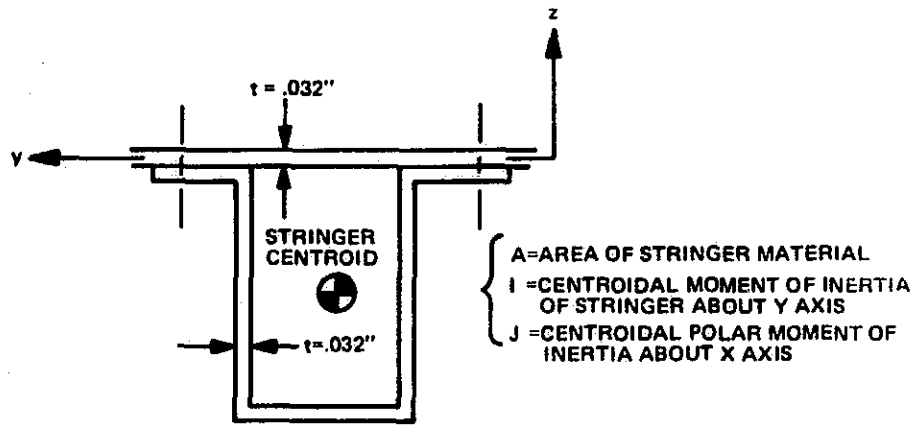 z
t = .032"
y
STRINGER
CENTROID
t=.032"
A=AREA OF STRINGER MATERIAL
I =CENTROIDAL MOMENT OF INERTIA
OF STRINGER ABOUT Y AXIS
J=CENTROIDAL POLAR MOMENT OF
INERTIA ABOUT X AXIS